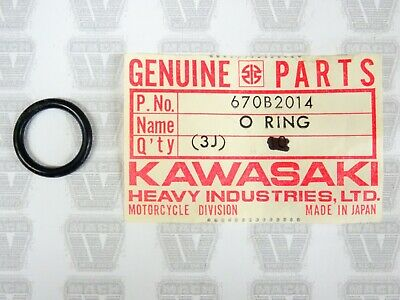 GENUINE PARTS
P.No. 670B2014
Name O RING
Q'ty (3J)
KAWASAKI
HEAVY INDUSTRIES, LTD.
MOTORCYCLE DIVISION MADE IN JAPAN